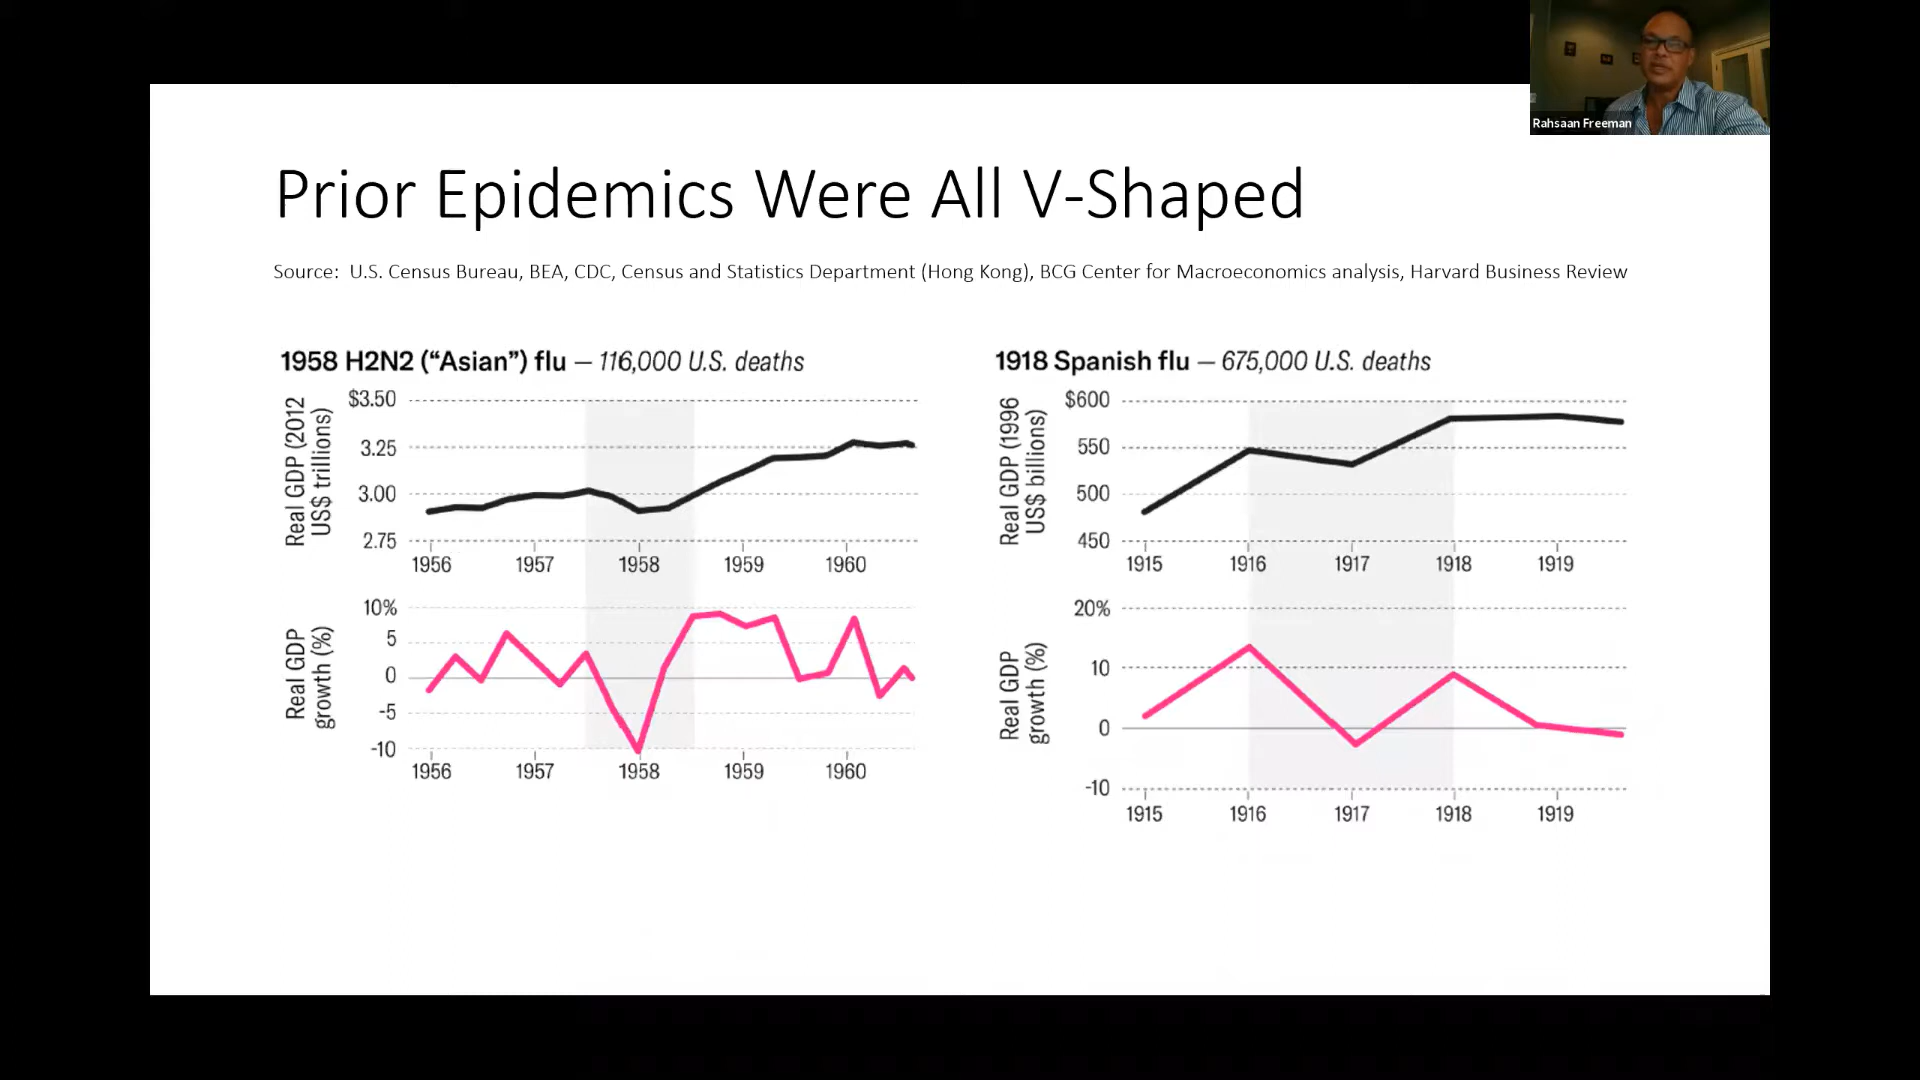 Rahsaan Freeman
Prior Epidemics Were All V-Shaped
Source:  U.S. Census Bureau, BEA, CDC, Census and Statistics Department (Hong Kong), BCG Center for Macroeconomics analysis, Harvard Business Review
1958 H2N2 (“Asian”) flu — 116,000 U.S. deaths
Real GDP (2012
US$ trillions)
$3.50
3.25
3.00
2.75
1956 1957 1958 1959 1960
Real GDP
growth (%)
10%
5
0
-5
-10
1956 1957 1958 1959 1960
1918 Spanish flu — 675,000 U.S. deaths
Real GDP (1996
US$ billions)
$600
550
500
450
1915 1916 1917 1918 1919
Real GDP
growth (%)
20%
10
0
-10
1915 1916 1917 1918 1919